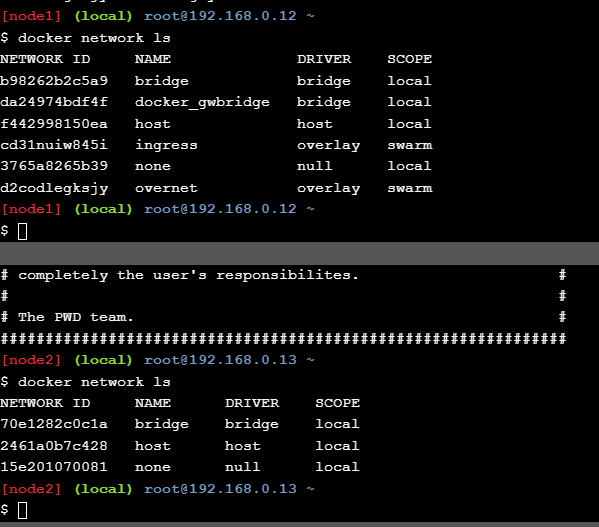 [node1] (local) root@192.168.0.12 ~
$ docker network ls
NETWORK ID     NAME              DRIVER    SCOPE
b98262b2c5a9   bridge            bridge    local
da24974bdf4f   docker_gwbridge   bridge    local
f442998150ea   host              host      local
cd31nuiw845i   ingress           overlay   swarm
3765a8265b39   none              null      local
d2codlegksjy   overnet           overlay   swarm
[node1] (local) root@192.168.0.12 ~
$
# completely the user's responsibilites.                      #
#                                                             #
# The PWD team.                                               #
###############################################################
[node2] (local) root@192.168.0.13 ~
$ docker network ls
NETWORK ID     NAME      DRIVER    SCOPE
70e1282c0c1a   bridge    bridge    local
2461a0b7c428   host      host      local
15e201070081   none      null      local
[node2] (local) root@192.168.0.13 ~
$